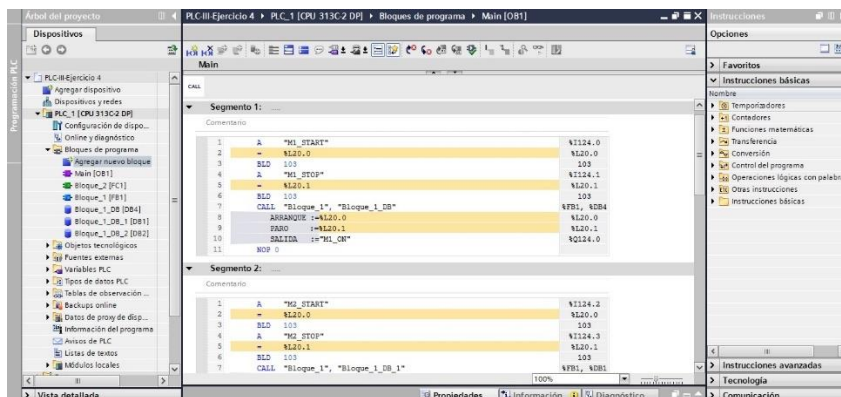 Árbol del proyecto
PLC-III-Ejercicio 4 ▸ PLC_1 [CPU 313C-2 DP] ▸ Bloques de programa ▸ Main [OB1]
Instrucciones
Dispositivos
Opciones
Programación PLC
Main
CALL
PLC-III-Ejercicio 4
Agregar dispositivo
Dispositivos y redes
PLC_1 [CPU 313C-2 DP]
Configuración de dispo...
Online y diagnóstico
Bloques de programa
Agregar nuevo bloque
Main [OB1]
Bloque_2 [FC1]
Bloque_1 [FB1]
Bloque_1_DB [DB4]
Bloque_1_DB_1 [DB1]
Bloque_1_DB_2 [DB2]
Objetos tecnológicos
Fuentes externas
Variables PLC
Tipos de datos PLC
Tablas de observación ...
Backups online
Datos de proxy de disp...
Información del programa
Avisos de PLC
Listas de textos
Módulos locales
Vista detallada
Segmento 1: ....
Comentario
1 A "M1_START" %I124.0
2 = %L20.0 %L20.0
3 BLD 103 103
4 A "M1_STOP" %I124.1
5 = %L20.1 %L20.1
6 BLD 103 103
7 CALL "Bloque_1", "Bloque_1_DB" %FB1, %DB4
8 ARRANQUE :=%L20.0 %L20.0
9 PARO :=%L20.1 %L20.1
10 SALIDA :="M1_ON" %Q124.0
11 NOP 0
Segmento 2: ....
Comentario
1 A "M2_START" %I124.2
2 = %L20.0 %L20.0
3 BLD 103 103
4 A "M2_STOP" %I124.3
5 = %L20.1 %L20.1
6 BLD 103 103
7 CALL "Bloque_1", "Bloque_1_DB_1" %FB1, %DB1
100%
Propiedades Información Diagnóstico
Favoritos
Instrucciones básicas
Nombre
Temporizadores
Contadores
Funciones matemáticas
Transferencia
Conversión
Control del programa
Operaciones lógicas con palabr
Otras instrucciones
Instrucciones básicas
Instrucciones avanzadas
Tecnología
Comunicación